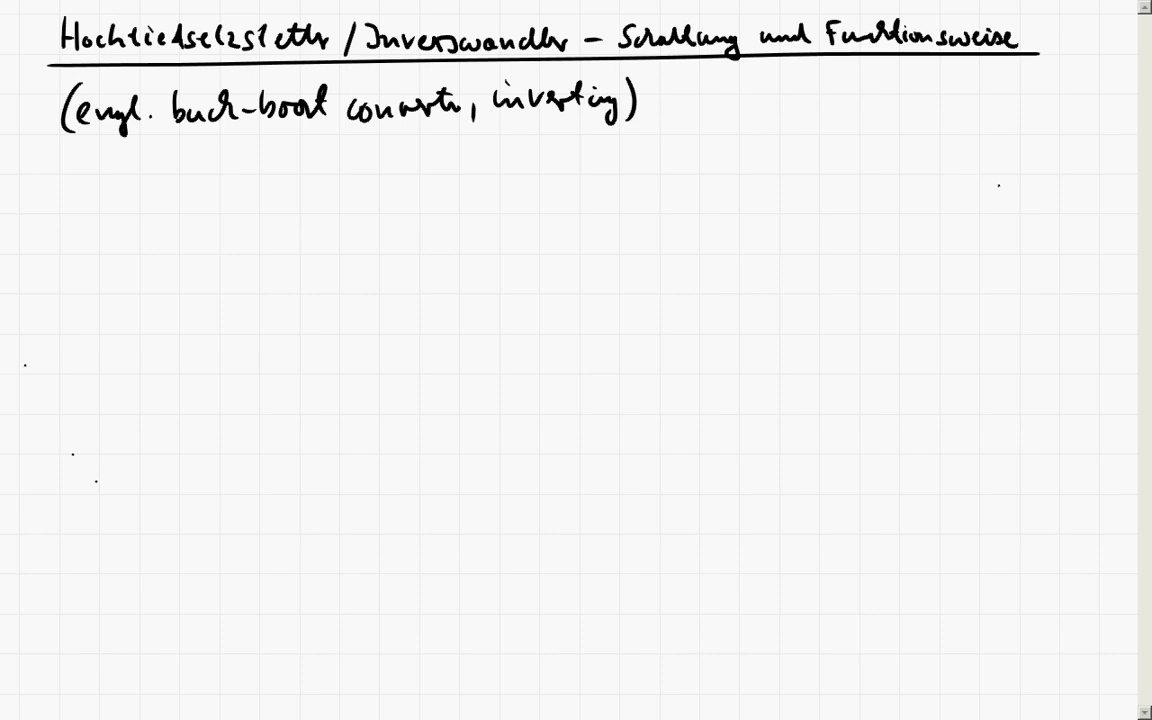 Hochtiefsetzsteller / Inverswandler – Schaltung und Funktionsweise
(engl. buck-boost converter, inverting)